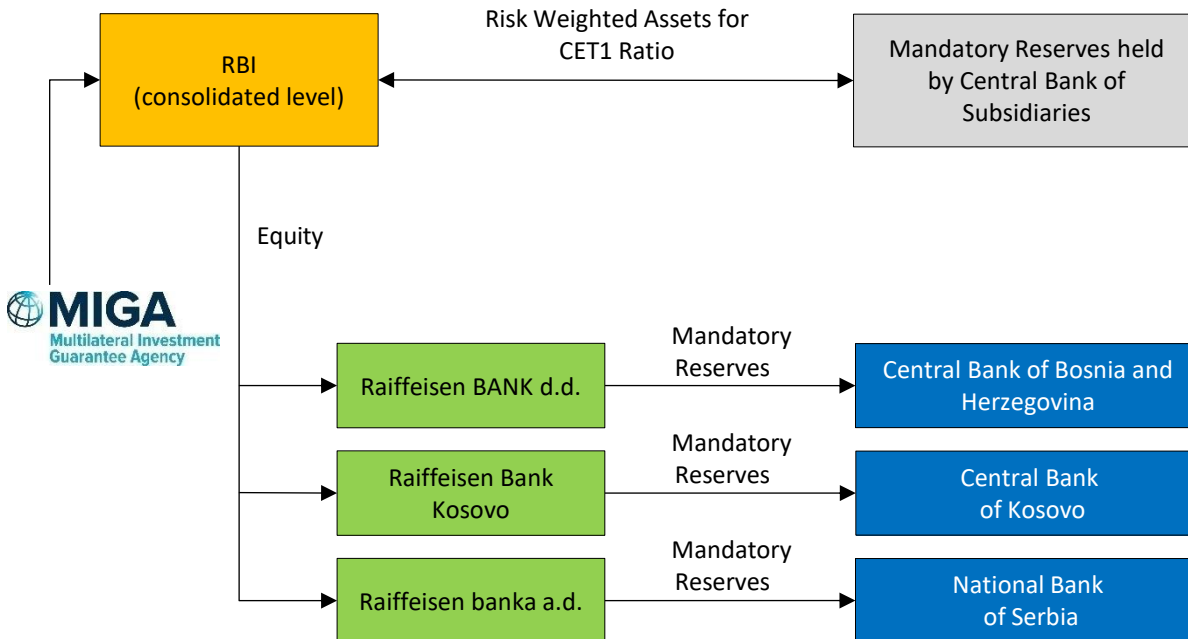 Risk Weighted Assets for
CET1 Ratio
RBI
(consolidated level)
Mandatory Reserves held
by Central Bank of
Subsidiaries
Equity
MIGA
Multilateral Investment
Guarantee Agency
Raiffeisen BANK d.d.
Mandatory
Reserves
Central Bank of Bosnia and
Herzegovina
Raiffeisen Bank
Kosovo
Mandatory
Reserves
Central Bank
of Kosovo
Raiffeisen banka a.d.
Mandatory
Reserves
National Bank
of Serbia